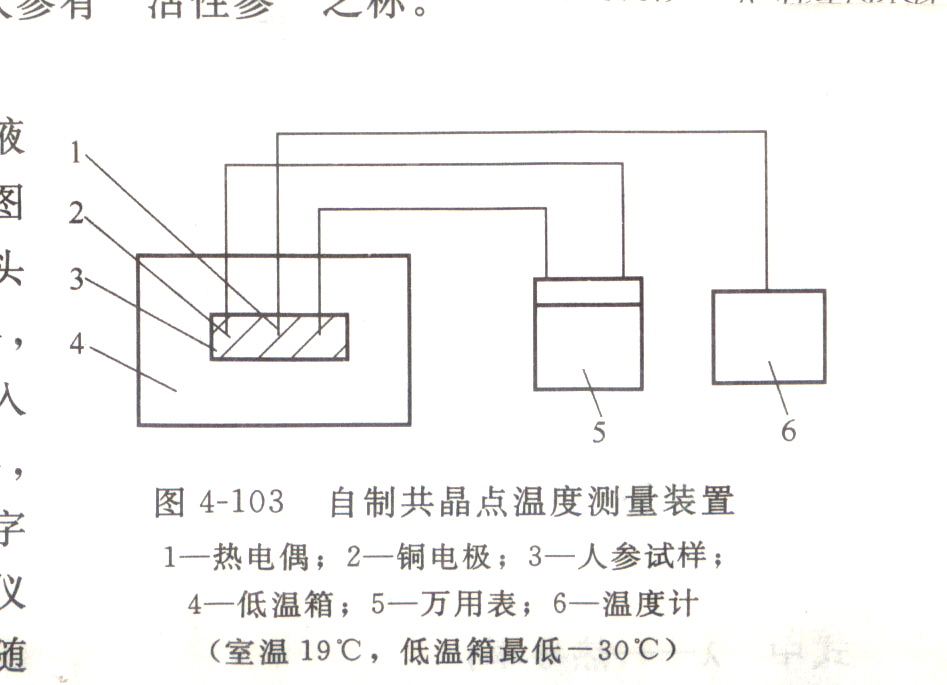 人参有“活性参”之称。
液
图
头
，
人
，
字
仪
随
1
2
3
4
5
6
图 4-103 自制共晶点温度测量装置
1—热电偶；2—铜电极；3—人参试样；
4—低温箱；5—万用表；6—温度计
（室温 19℃，低温箱最低－30℃）